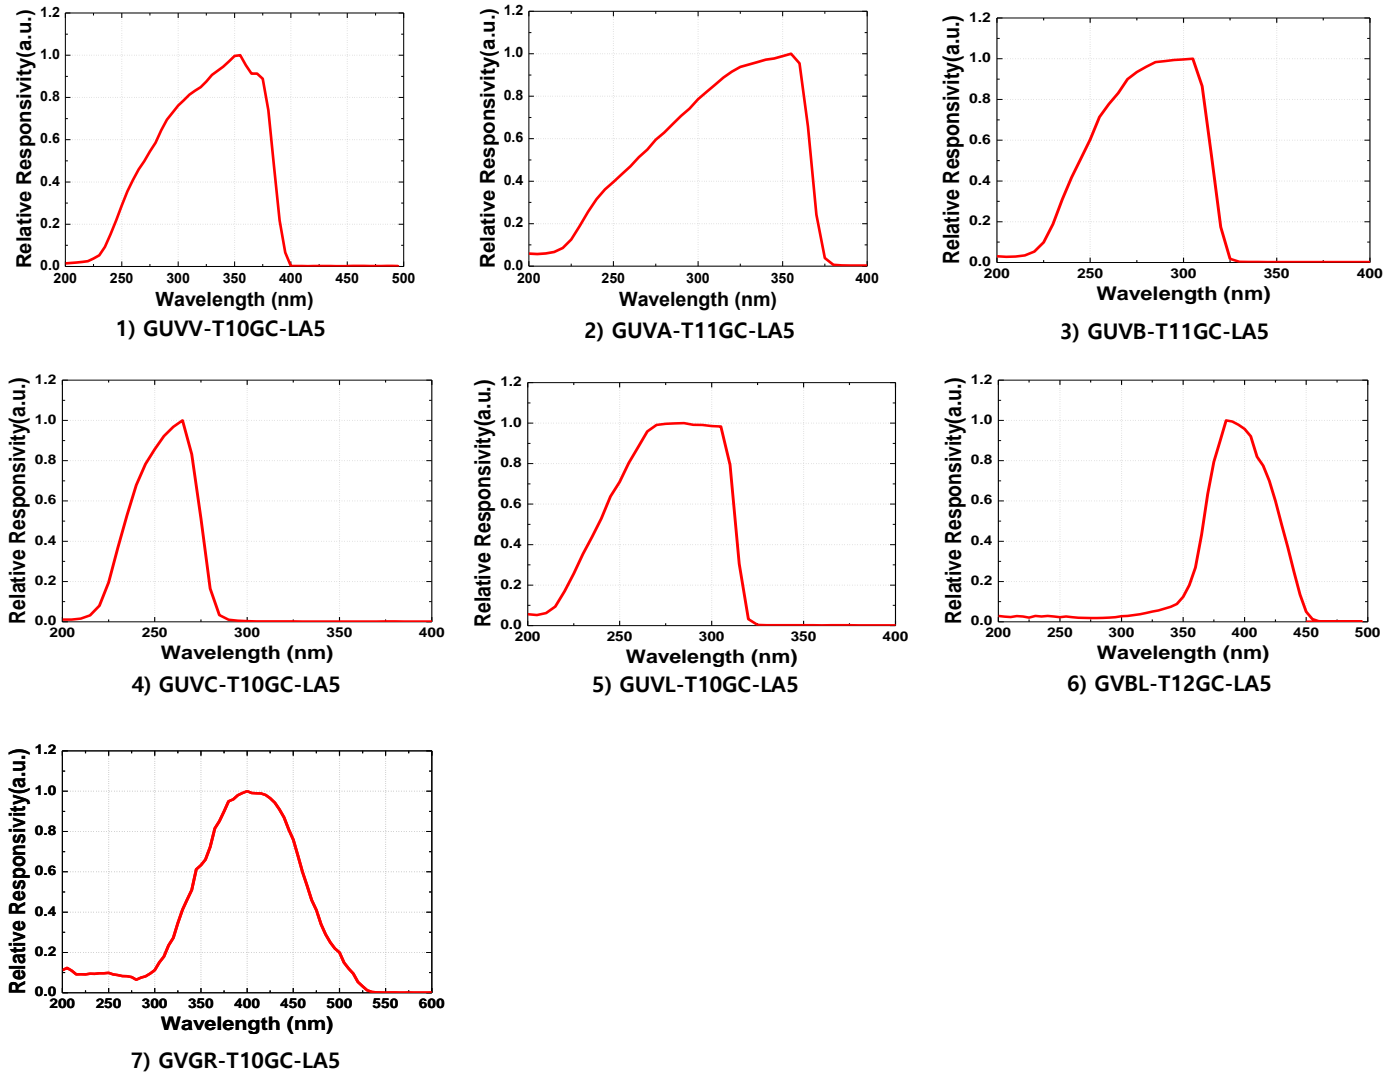 Relative Responsivity(a.u.)
1.2
1.0
0.8
0.6
0.4
0.2
0.0
200 250 300 350 400 450 500
Wavelength (nm)
1) GUVV-T10GC-LA5
Relative Responsivity(a.u.)
1.2
1.0
0.8
0.6
0.4
0.2
0.0
200 250 300 350 400
Wavelength (nm)
2) GUVA-T11GC-LA5
Relative Responsivity(a.u.)
1.2
1.0
0.8
0.6
0.4
0.2
0.0
200 250 300 350 400
Wavelength (nm)
3) GUVB-T11GC-LA5
Relative Responsivity(a.u.)
1.2
1.0
0.8
0.6
0.4
0.2
0.0
200 250 300 350 400
Wavelength (nm)
4) GUVC-T10GC-LA5
Relative Responsivity(a.u.)
1.2
1.0
0.8
0.6
0.4
0.2
0.0
200 250 300 350 400
Wavelength (nm)
5) GUVL-T10GC-LA5
Relative Responsivity(a.u.)
1.2
1.0
0.8
0.6
0.4
0.2
0.0
200 250 300 350 400 450 500
Wavelength (nm)
6) GVBL-T12GC-LA5
Relative Responsivity(a.u.)
1.2
1.0
0.8
0.6
0.4
0.2
0.0
200 250 300 350 400 450 500 550 600
Wavelength (nm)
7) GVGR-T10GC-LA5